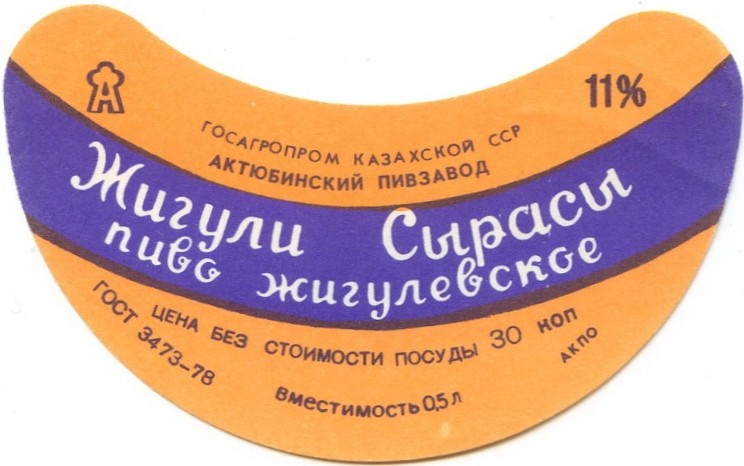 А
11%
ГОСАГРОПРОМ КАЗАХСКОЙ ССР
АКТЮБИНСКИЙ ПИВЗАВОД
Жигули Сырасы
пиво жигулевское
ЦЕНА БЕЗ СТОИМОСТИ ПОСУДЫ 30 КОП
ГОСТ 3473-78
Вместимость 0,5 л
АКПО